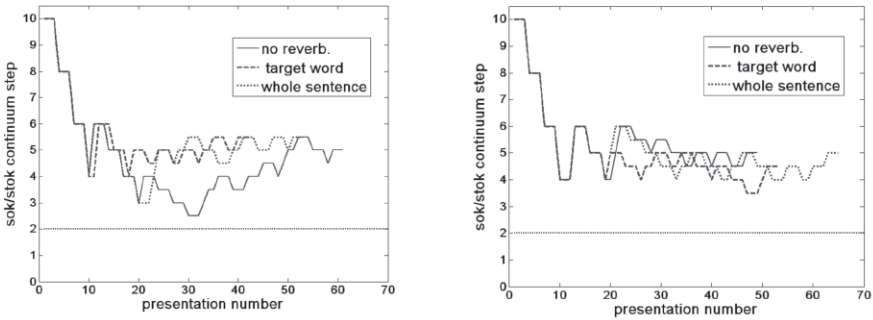 10
9
8
7
6
5
4
3
2
1
0
sok/stok continuum step
no reverb.
target word
whole sentence
0 10 20 30 40 50 60 70
presentation number
10
9
8
7
6
5
4
3
2
1
0
sok/stok continuum step
no reverb.
target word
whole sentence
0 10 20 30 40 50 60 70
presentation number